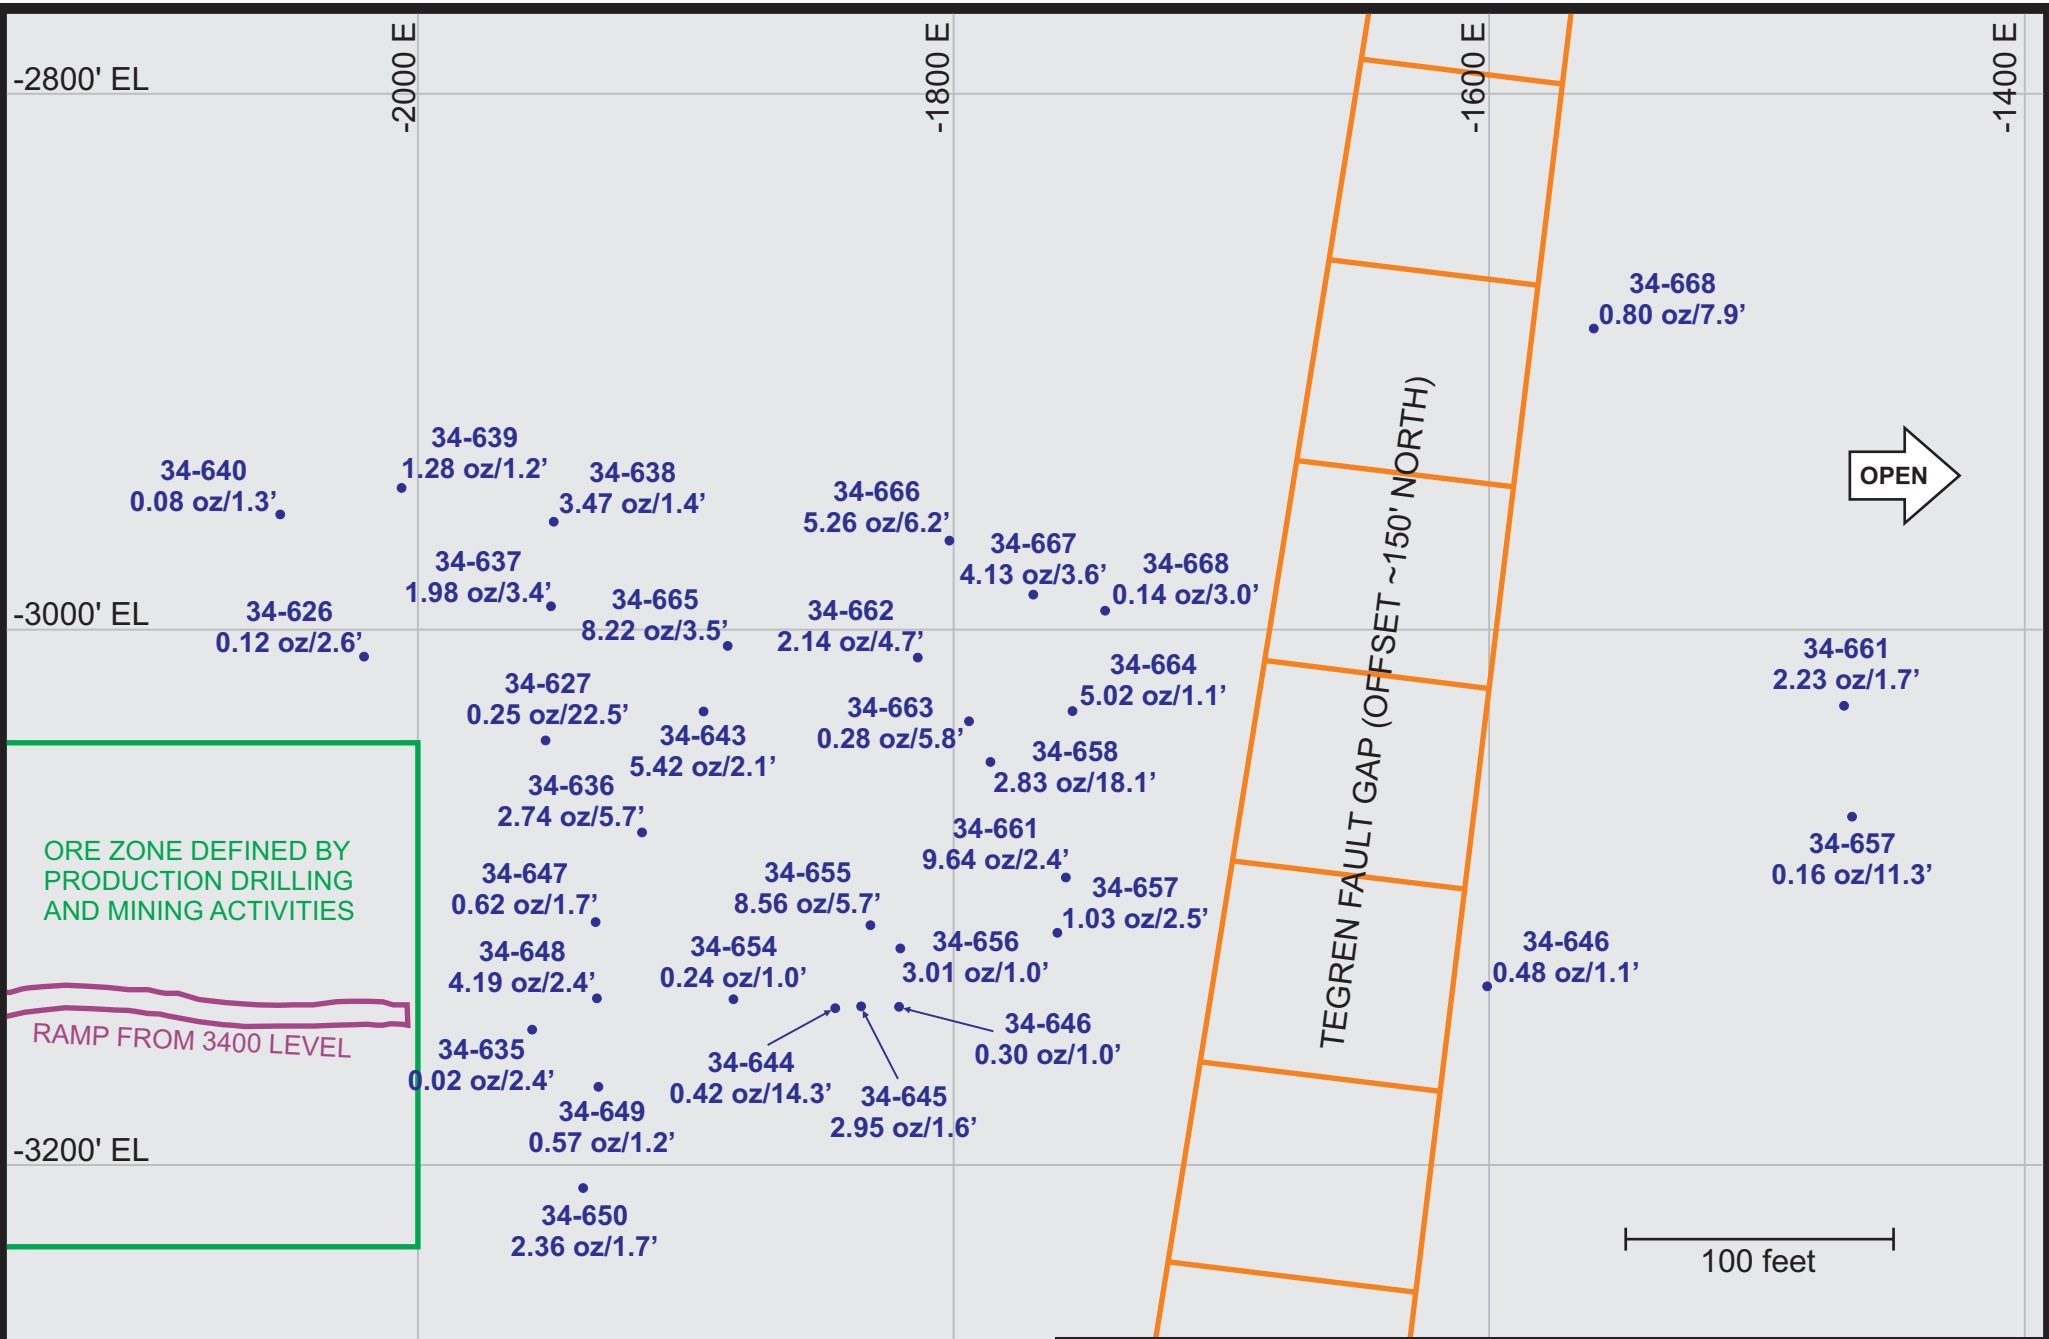 -2000 E
-1800 E
-1600 E
-1400 E
-2800' EL
34-668
0.80 oz/7.9’
34-639
1.28 oz/1.2’
34-640
0.08 oz/1.3’
34-638
3.47 oz/1.4’
34-666
5.26 oz/6.2’
OPEN
34-667
4.13 oz/3.6’
34-668
0.14 oz/3.0’
34-637
1.98 oz/3.4’
34-665
8.22 oz/3.5’
34-662
2.14 oz/4.7’
-3000' EL
34-626
0.12 oz/2.6’
34-661
2.23 oz/1.7’
34-664
5.02 oz/1.1’
34-627
0.25 oz/22.5’
34-663
0.28 oz/5.8’
34-643
5.42 oz/2.1’
34-658
2.83 oz/18.1’
TEGREN FAULT GAP (OFFSET ~150' NORTH)
34-636
2.74 oz/5.7’
34-661
9.64 oz/2.4’
34-657
0.16 oz/11.3’
ORE ZONE DEFINED BY
PRODUCTION DRILLING
AND MINING ACTIVITIES
34-647
0.62 oz/1.7’
34-655
8.56 oz/5.7’
34-657
1.03 oz/2.5’
34-648
4.19 oz/2.4’
34-654
0.24 oz/1.0’
34-656
3.01 oz/1.0’
34-646
0.48 oz/1.1’
RAMP FROM 3400 LEVEL
34-635
0.02 oz/2.4’
34-644
0.42 oz/14.3’
34-646
0.30 oz/1.0’
34-645
2.95 oz/1.6’
34-649
0.57 oz/1.2’
-3200' EL
34-650
2.36 oz/1.7’
100 feet